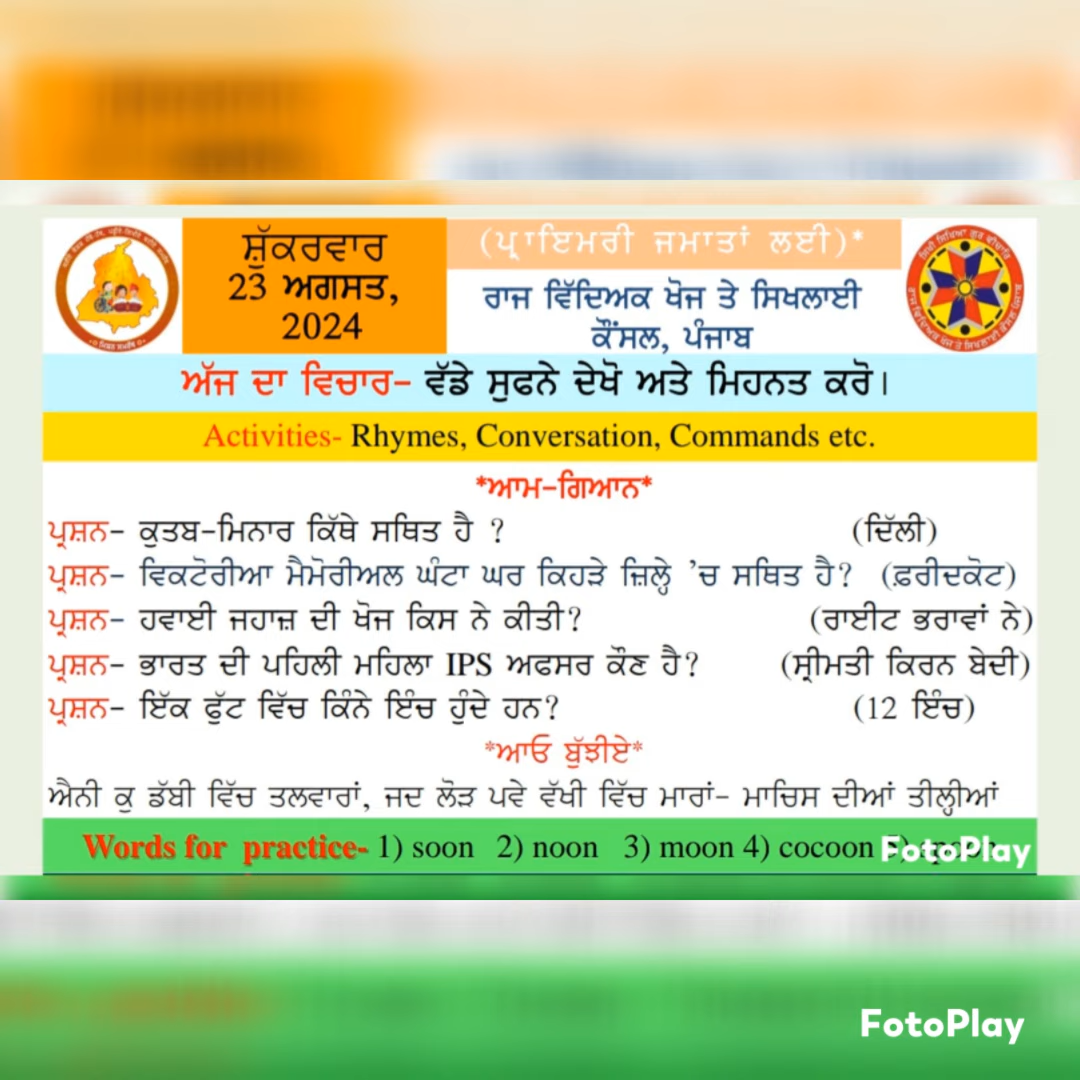 ਸ਼ੁੱਕਰਵਾਰ
23 ਅਗਸਤ,
2024
(ਪ੍ਰਾਇਮਰੀ ਜਮਾਤਾਂ ਲਈ)*
ਰਾਜ ਵਿੱਦਿਅਕ ਖੋਜ ਤੇ ਸਿਖਲਾਈ
ਕੌਂਸਲ, ਪੰਜਾਬ
ਅੱਜ ਦਾ ਵਿਚਾਰ- ਵੱਡੇ ਸੁਫਨੇ ਦੇਖੋ ਅਤੇ ਮਿਹਨਤ ਕਰੋ।
Activities- Rhymes, Conversation, Commands etc.
*ਆਮ-ਗਿਆਨ*
ਪ੍ਰਸ਼ਨ- ਕੁਤਬ-ਮਿਨਾਰ ਕਿੱਥੇ ਸਥਿਤ ਹੈ ? (ਦਿੱਲੀ)
ਪ੍ਰਸ਼ਨ- ਵਿਕਟੋਰੀਆ ਮੈਮੋਰੀਅਲ ਘੰਟਾ ਘਰ ਕਿਹੜੇ ਜ਼ਿਲ੍ਹੇ ’ਚ ਸਥਿਤ ਹੈ? (ਫ਼ਰੀਦਕੋਟ)
ਪ੍ਰਸ਼ਨ- ਹਵਾਈ ਜਹਾਜ਼ ਦੀ ਖੋਜ ਕਿਸ ਨੇ ਕੀਤੀ? (ਰਾਈਟ ਭਰਾਵਾਂ ਨੇ)
ਪ੍ਰਸ਼ਨ- ਭਾਰਤ ਦੀ ਪਹਿਲੀ ਮਹਿਲਾ IPS ਅਫਸਰ ਕੌਣ ਹੈ? (ਸ੍ਰੀਮਤੀ ਕਿਰਨ ਬੇਦੀ)
ਪ੍ਰਸ਼ਨ- ਇੱਕ ਫੁੱਟ ਵਿੱਚ ਕਿੰਨੇ ਇੰਚ ਹੁੰਦੇ ਹਨ? (12 ਇੰਚ)
*ਆਓ ਬੁੱਝੀਏ*
ਐਨੀ ਕੁ ਡੱਬੀ ਵਿੱਚ ਤਲਵਾਰਾਂ, ਜਦ ਲੋੜ ਪਵੇ ਵੱਖੀ ਵਿੱਚ ਮਾਰਾਂ- ਮਾਚਿਸ ਦੀਆਂ ਤੀਲ੍ਹੀਆਂ
Words for practice- 1) soon 2) noon 3) moon 4) cocoon
FotoPlay
FotoPlay